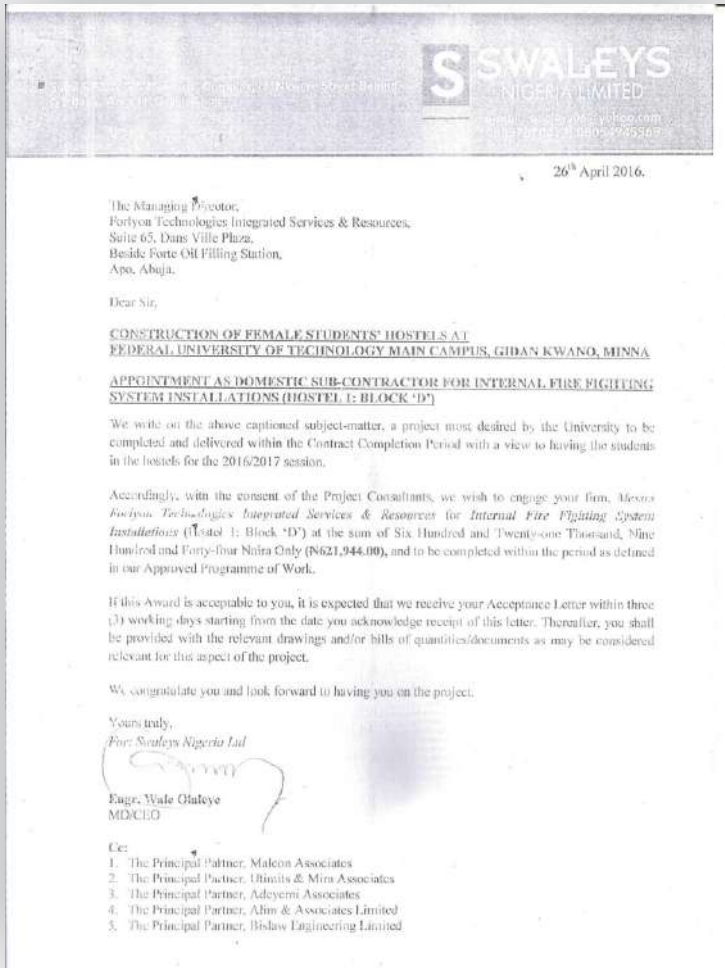 SWALEYS
NIGERIA LIMITED
26th April 2016.
The Managing Director,
Forlyon Technologies Integrated Services & Resources,
Suite 65, Dans Ville Plaza,
Beside Forte Oil Filling Station,
Apo, Abuja.
Dear Sir,
CONSTRUCTION OF FEMALE STUDENTS' HOSTELS AT
FEDERAL UNIVERSITY OF TECHNOLOGY MAIN CAMPUS, GIDAN KWANO, MINNA
APPOINTMENT AS DOMESTIC SUB-CONTRACTOR FOR INTERNAL FIRE FIGHTING
SYSTEM INSTALLATIONS (HOSTEL 1: BLOCK 'D')
We write on the above captioned subject-matter, a project most desired by the University to be
completed and delivered within the Contract Completion Period with a view to having the students
in the hostels for the 2016/2017 session.
Accordingly, with the consent of the Project Consultants, we wish to engage your firm, Messrs
Forlyon Technologies Integrated Services & Resources for Internal Fire Fighting System
Installations (Hostel 1: Block 'D') at the sum of Six Hundred and Twenty-one Thousand, Nine
Hundred and Forty-four Naira Only (₦621,944.00), and to be completed within the period as defined
in our Approved Programme of Work.
If this Award is acceptable to you, it is expected that we receive your Acceptance Letter within three
(3) working days starting from the date you acknowledge receipt of this letter. Thereafter, you shall
be provided with the relevant drawings and/or bills of quantities/documents as may be considered
relevant for this aspect of the project.
We congratulate you and look forward to having you on the project.
Yours truly,
For: Swaleys Nigeria Ltd
Engr. Wale Olaleye
MD/CEO
Cc:
1. The Principal Partner, Malcon Associates
2. The Principal Partner, Utimits & Mira Associates
3. The Principal Partner, Adeyemi Associates
4. The Principal Partner, Alim & Associates Limited
5. The Principal Partner, Bislaw Engineering Limited